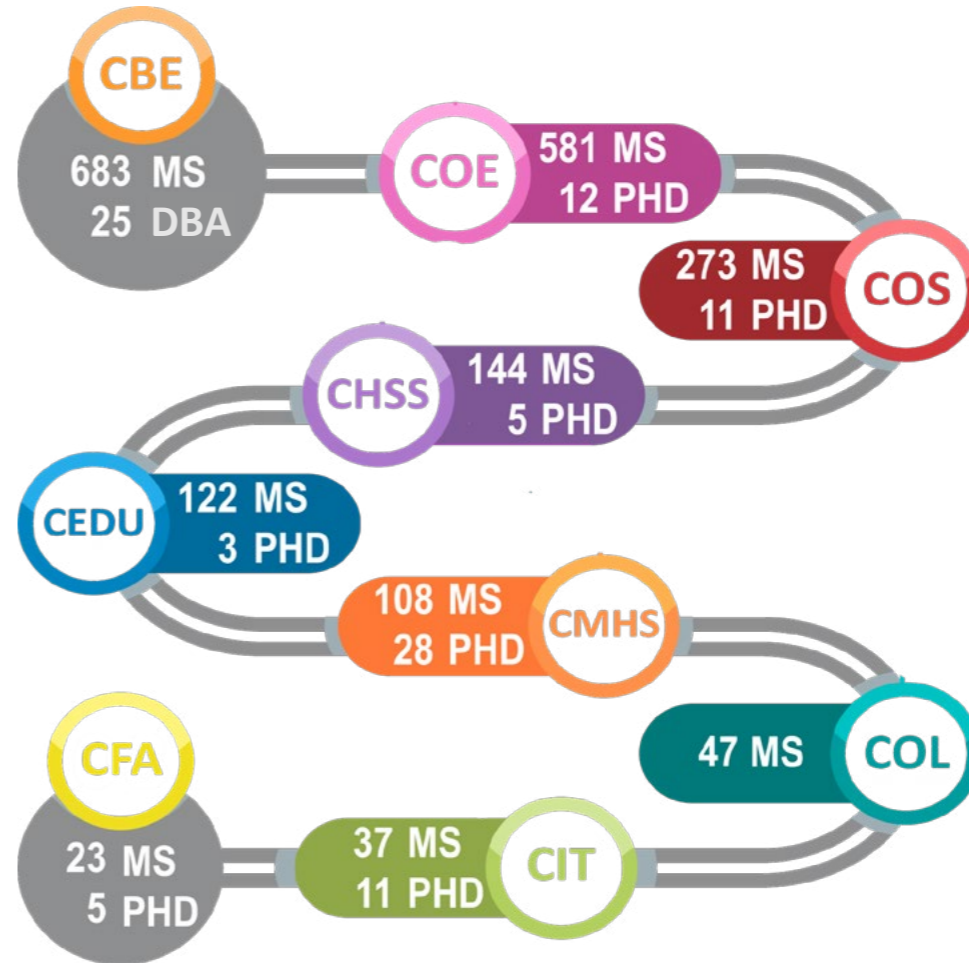 CBE
683 MS
25 DBA
COE
581 MS
12 PHD
273 MS
11 PHD
COS
CHSS
144 MS
5 PHD
CEDU
122 MS
3 PHD
108 MS
28 PHD
CMHS
47 MS
COL
CFA
23 MS
5 PHD
37 MS
11 PHD
CIT